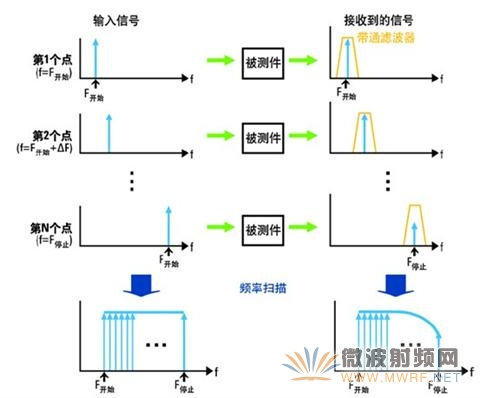 输入信号
接收到的信号
带通滤波器
第1个点
(f=F开始)
f
被测件
f
F开始
F开始
第2个点
(f=F开始+ΔF)
f
被测件
f
第N个点
(f=F停止)
f
被测件
f
F开始
F停止
频率扫描
f
f
F开始
F停止
F开始
F停止
微波射频网
WWW.MWRF.NET